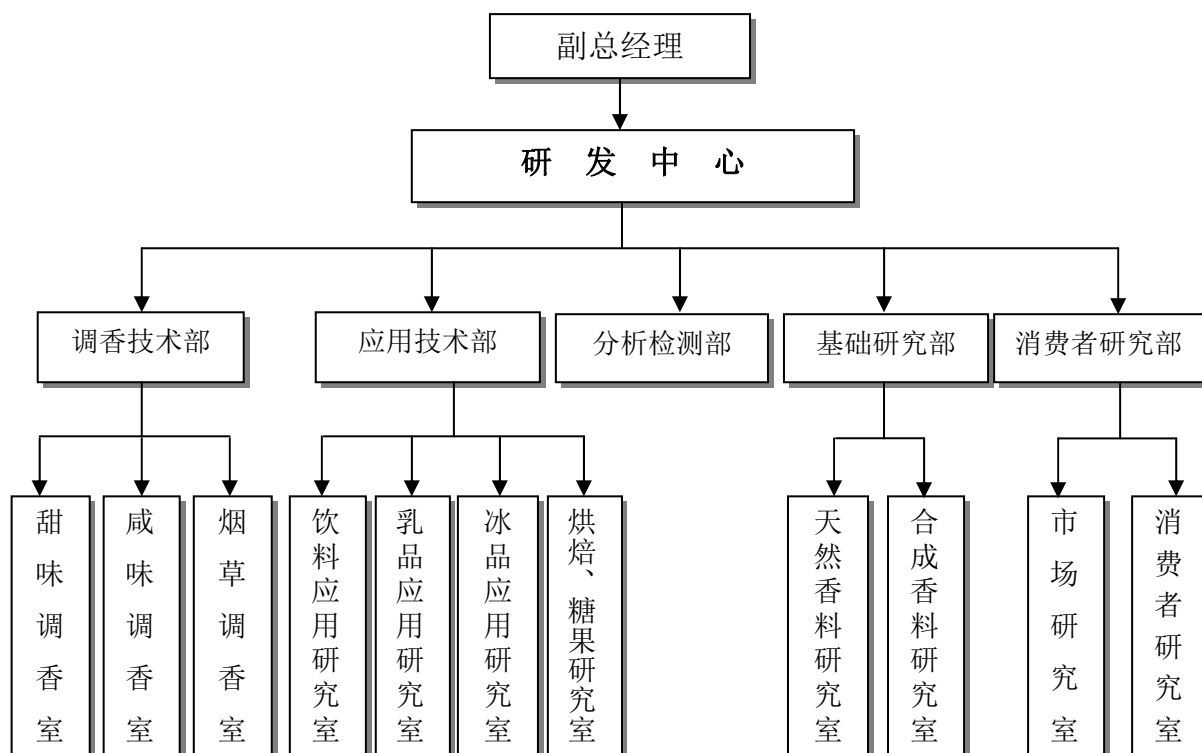 副总经理
研 发 中 心
调香技术部
应用技术部
分析检测部
基础研究部
消费者研究部
甜味调香室
咸味调香室
烟草调香室
饮料应用研究室
乳品应用研究室
冰品应用研究室
烘焙、糖果研究室
天然香料研究室
合成香料研究室
市场研究室
消费者研究室